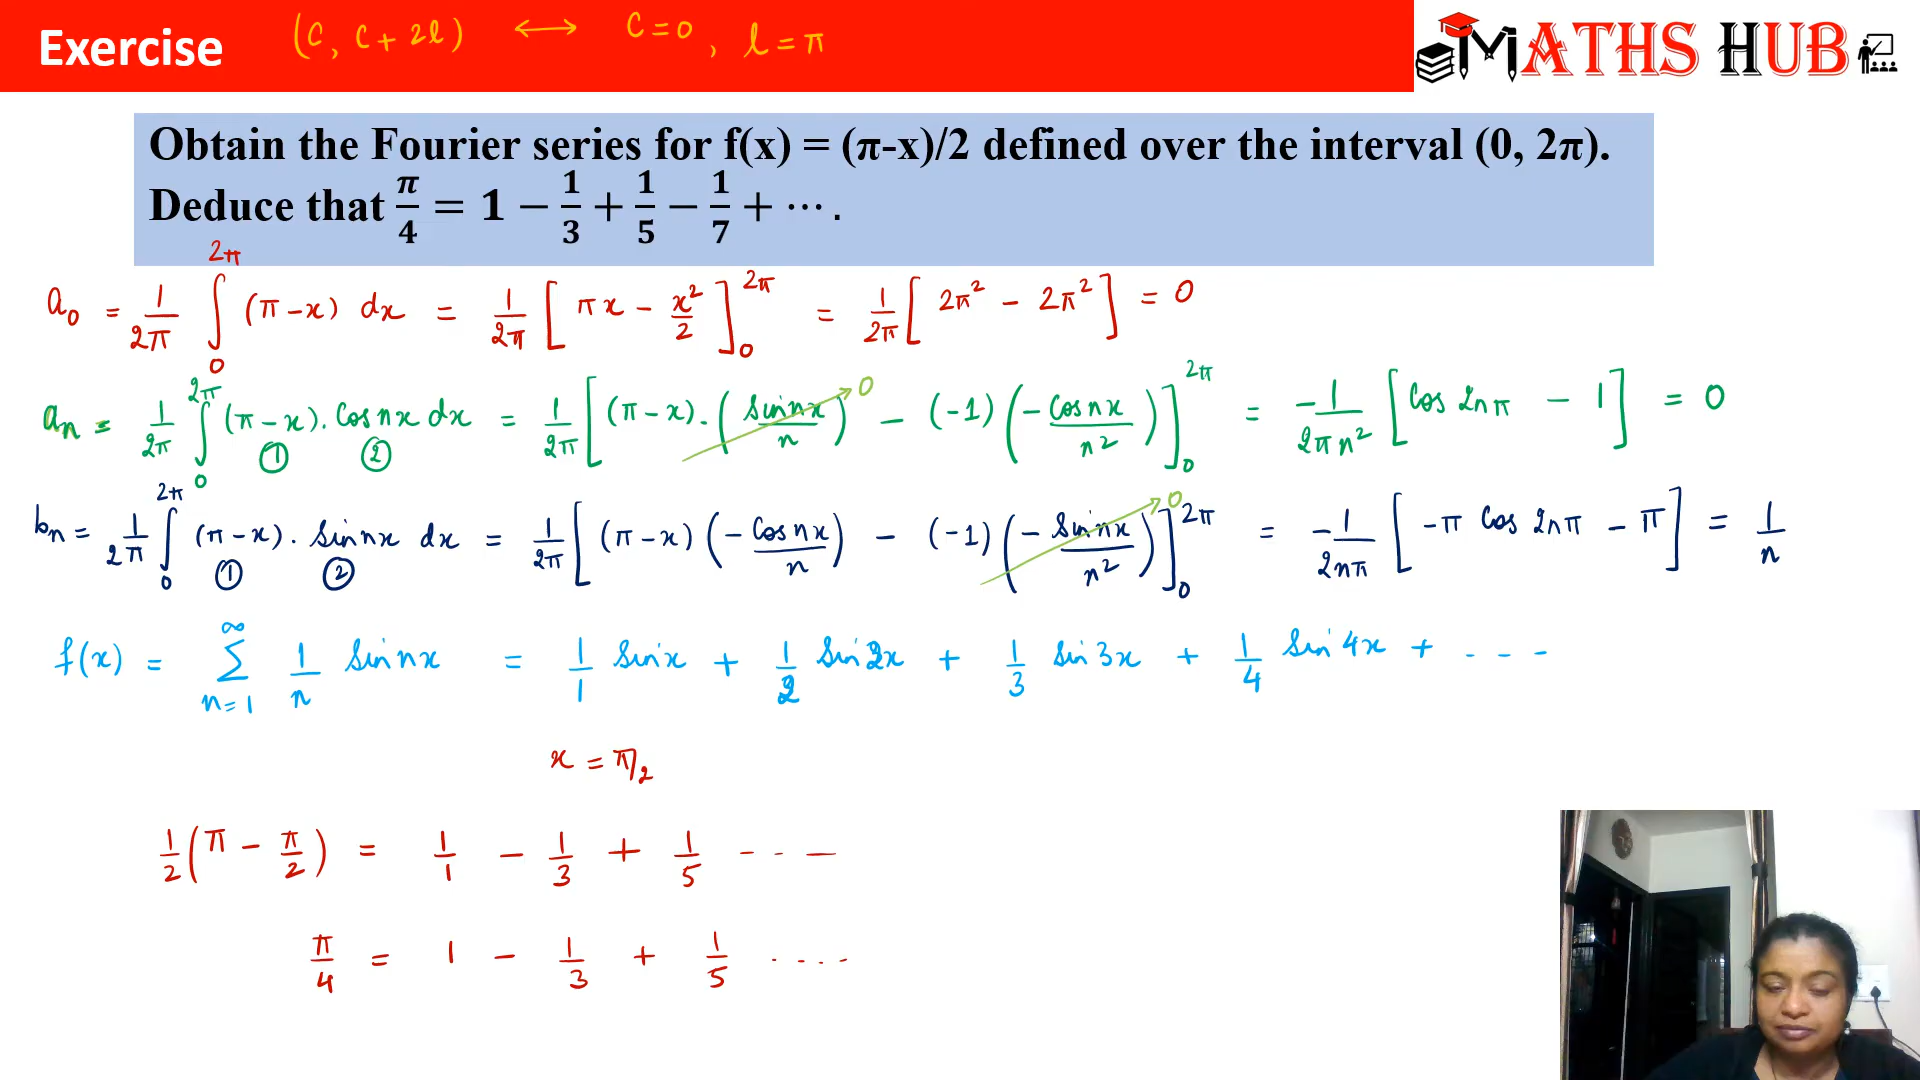 Exercise (c, c + 2l) ⟷ c = 0, l = π
MATHS HUB
Obtain the Fourier series for f(x) = (π-x)/2 defined over the interval (0, 2π).
Deduce that π/4 = 1 − 1/3 + 1/5 − 1/7 + ⋯ .
a₀ = 1/2π ∫₀^2π (π−x) dx = 1/2π [πx − x²/2]₀^2π = 1/2π [2π² − 2π²] = 0
aₙ = 1/2π ∫₀^2π (π−x). cos nx dx = 1/2π [(π−x). (sin nx/n) 0 − (−1)(−cos nx/n²)]₀^2π = −1/2πn² [cos 2nπ − 1] = 0
① ②
bₙ = 1/2π ∫₀^2π (π−x). sin nx dx = 1/2π [(π−x)(−cos nx/n) − (−1)(−sin nx/n²) 0]₀^2π = −1/2nπ [−π cos 2nπ − π] = 1/n
① ②
f(x) = ∑ₙ₌₁^∞ 1/n sin nx = 1/1 sin x + 1/2 sin 2x + 1/3 sin 3x + 1/4 sin 4x + - - -
x = π/2
1/2 (π − π/2) = 1/1 − 1/3 + 1/5 - - -
π/4 = 1 − 1/3 + 1/5 ....